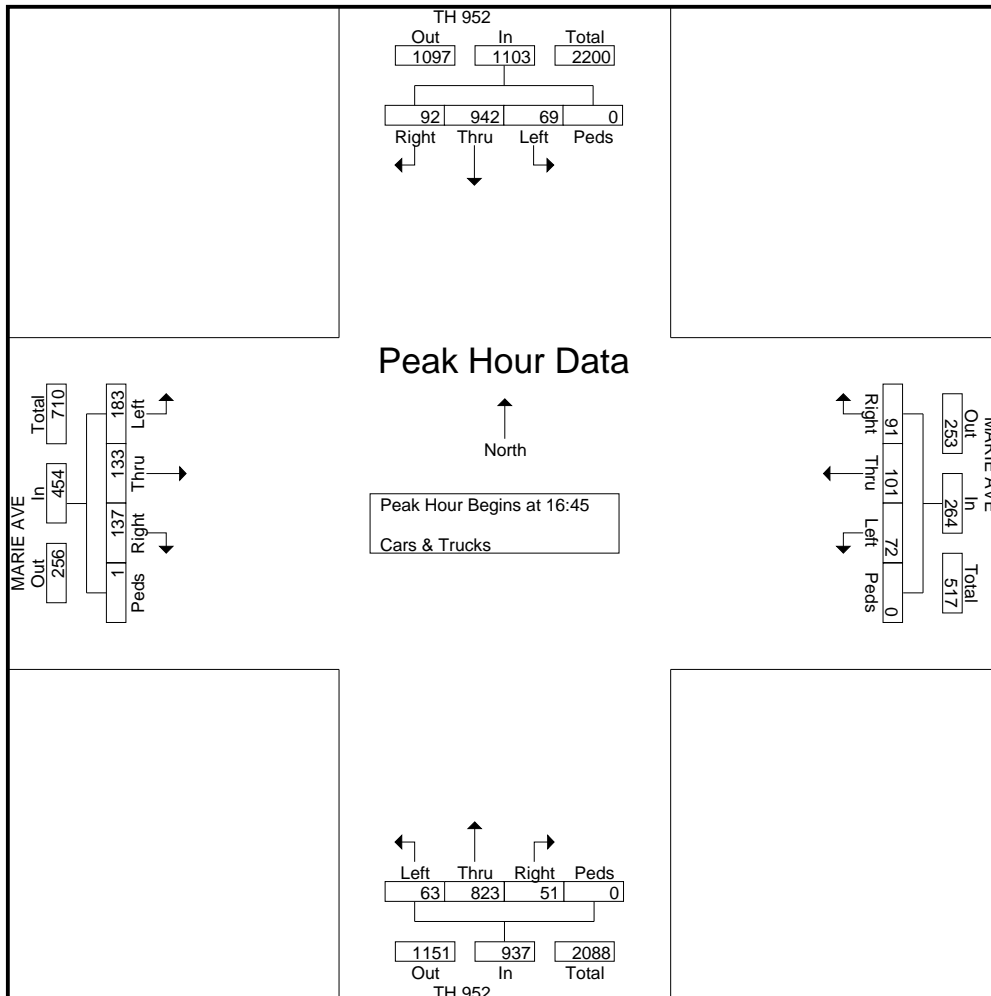 TH 952
Out In Total
1097 1103 2200
92 942 69 0
Right Thru Left Peds
Peak Hour Data
North
Peak Hour Begins at 16:45
Cars & Trucks
MARIE AVE
Out In Total
256 454 710
183 133 137 1
Left Thru Right Peds
MARIE AVE
Out In Total
253 264 517
91 101 72 0
Right Thru Left Peds
Left Thru Right Peds
63 823 51 0
1151 937 2088
Out In Total
TH 952